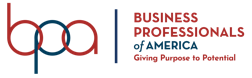 bpa
BUSINESS
PROFESSIONALS
of AMERICA
Giving Purpose to Potential